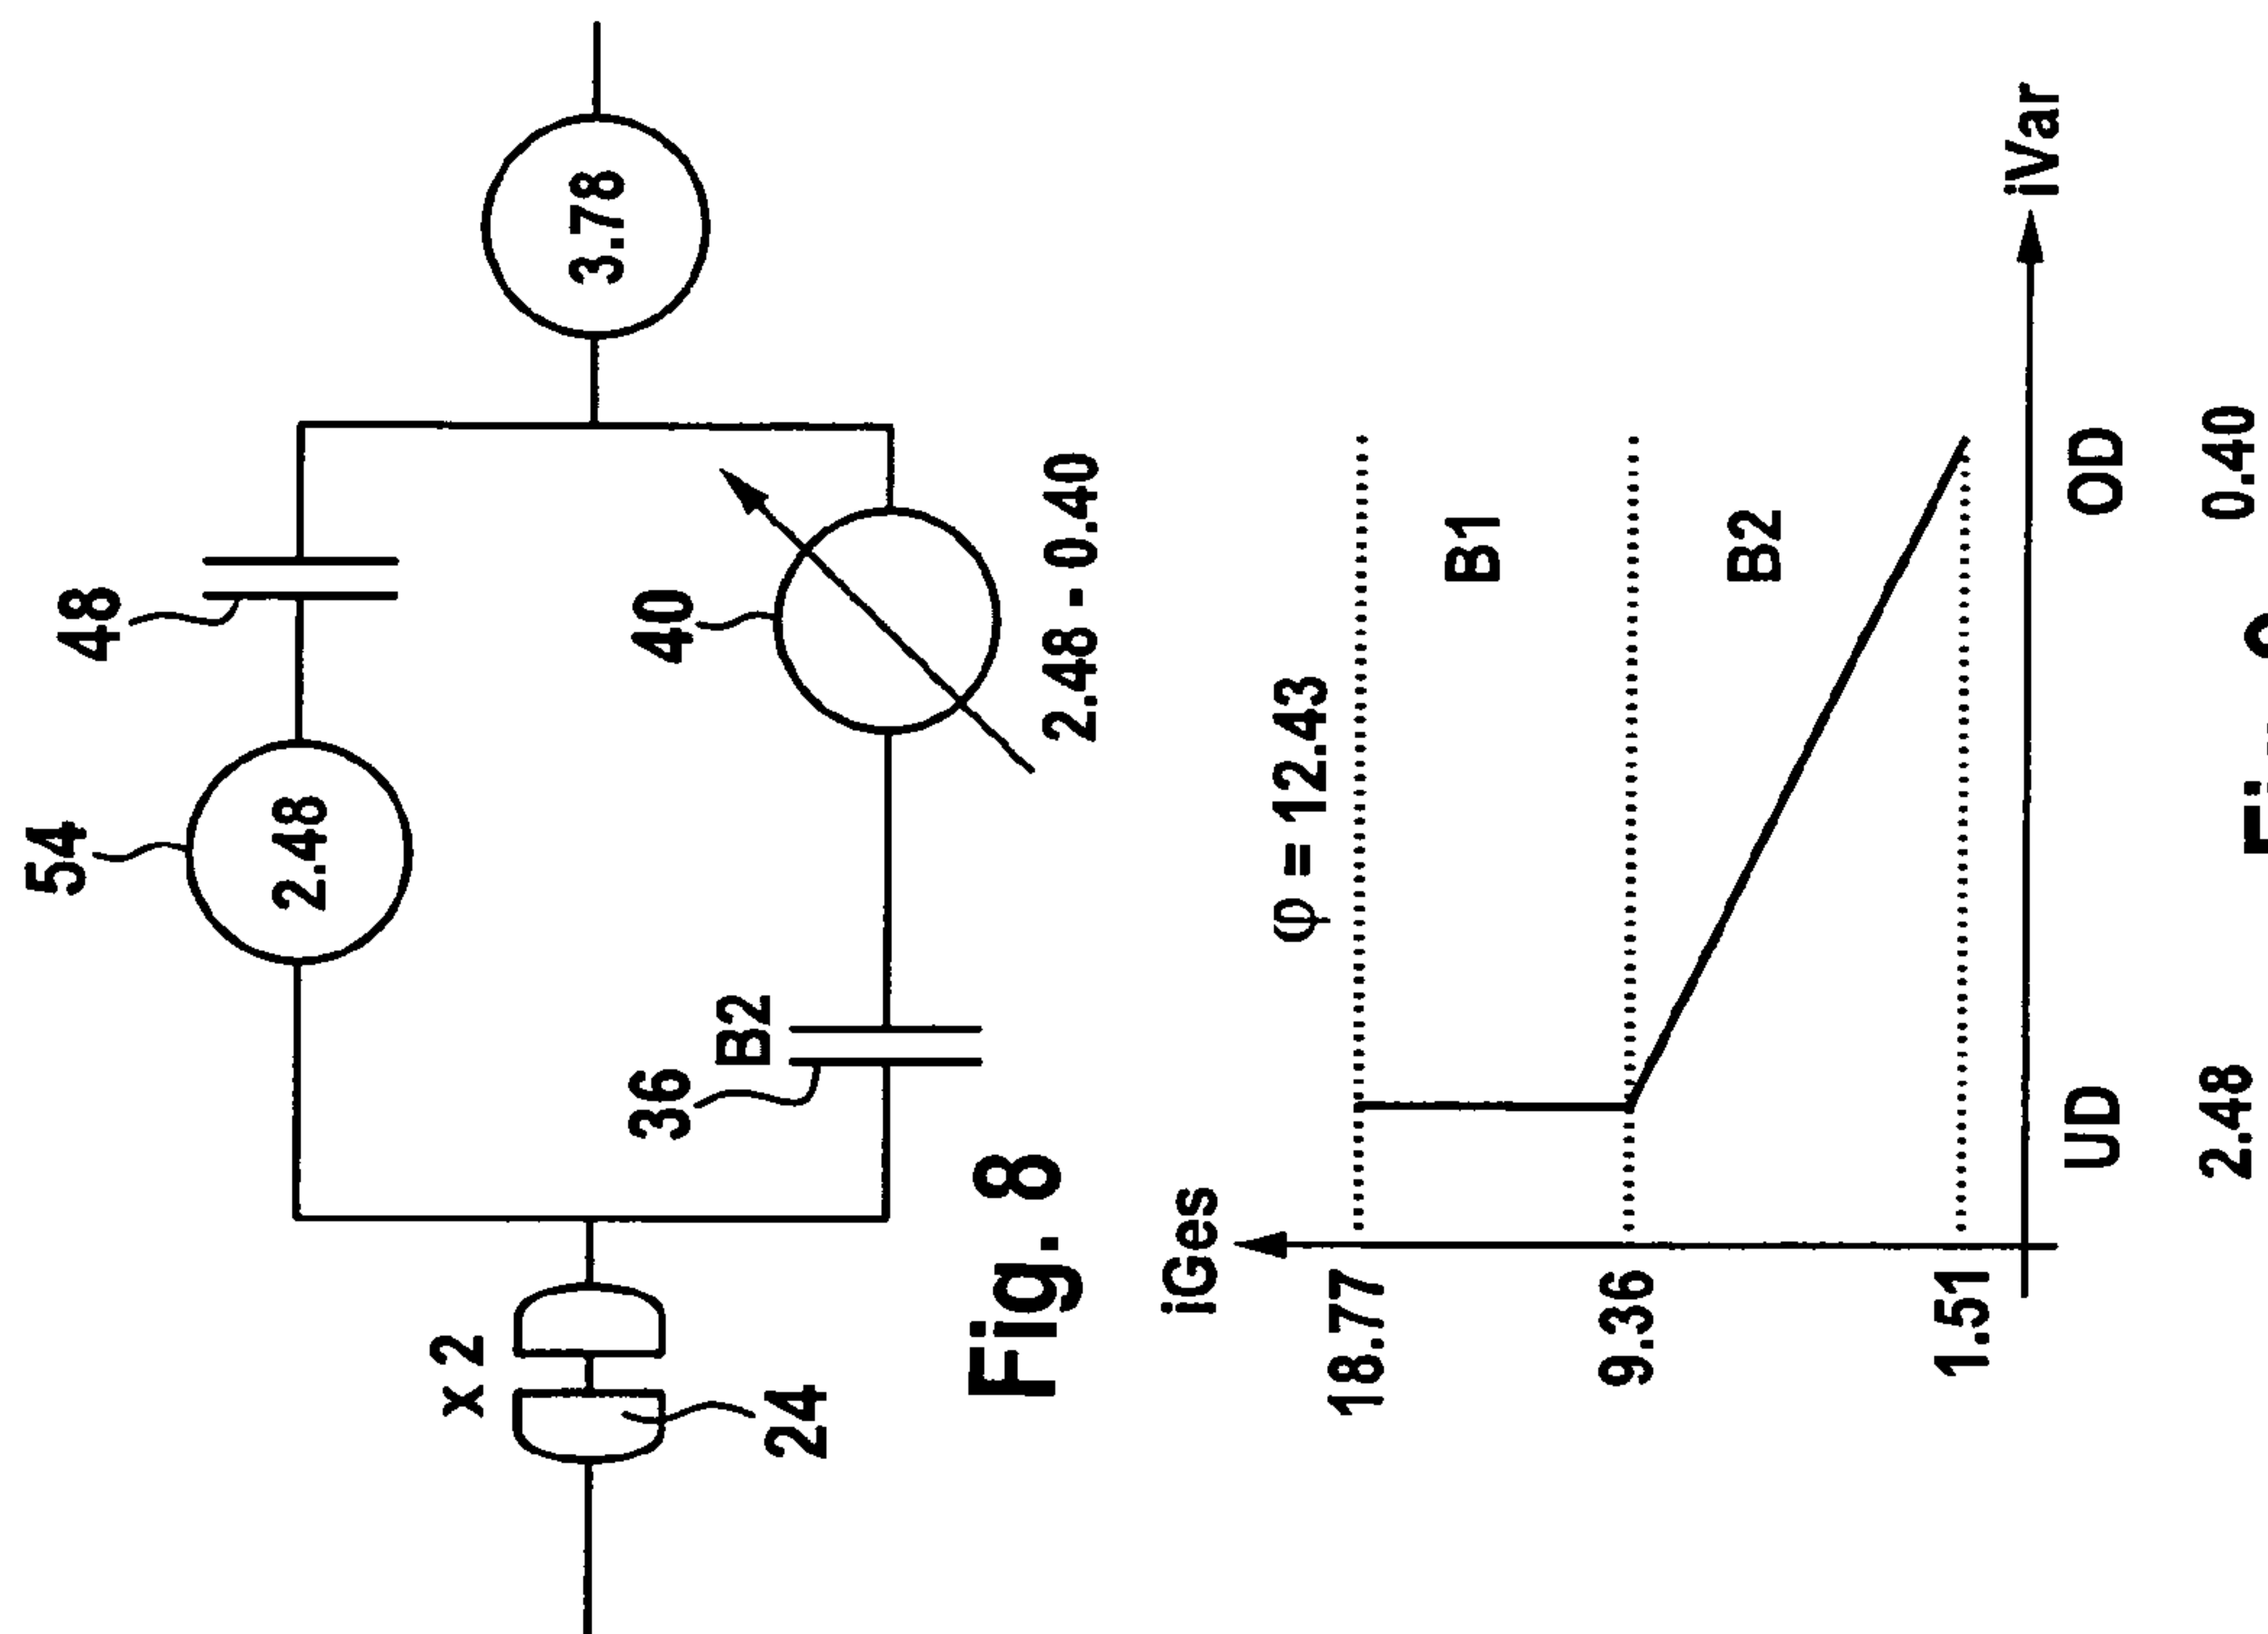 54
48
2.48
x 2
3.78
24
36
B2
40
2.48 - 0.40
Fig. 8
iGes
φ = 12.43
18.77
B1
9.36
B2
1.51
iVar
UD
OD
2.48
0.40